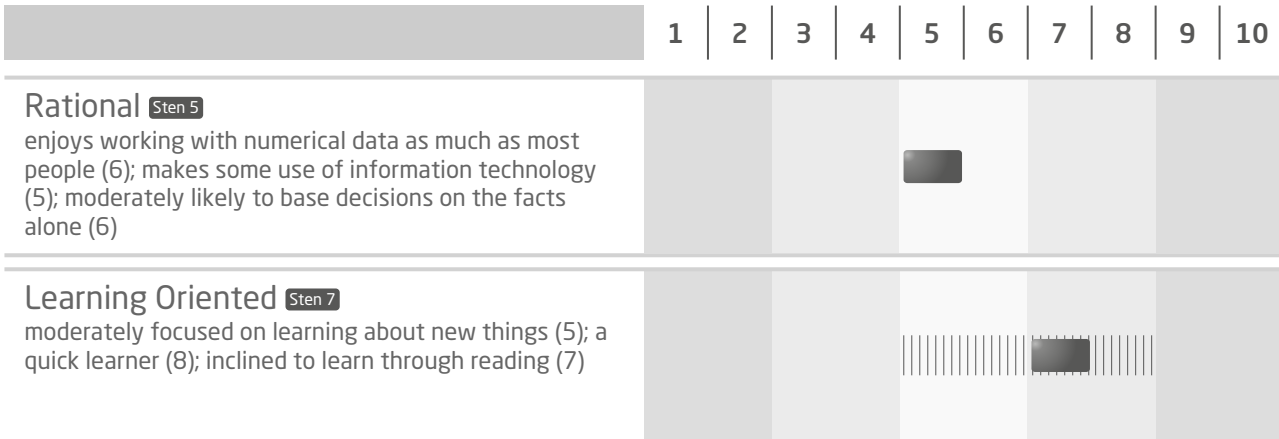 1 2 3 4 5 6 7 8 9 10
Rational Sten 5
enjoys working with numerical data as much as most
people (6); makes some use of information technology
(5); moderately likely to base decisions on the facts
alone (6)
Learning Oriented Sten 7
moderately focused on learning about new things (5); a
quick learner (8); inclined to learn through reading (7)